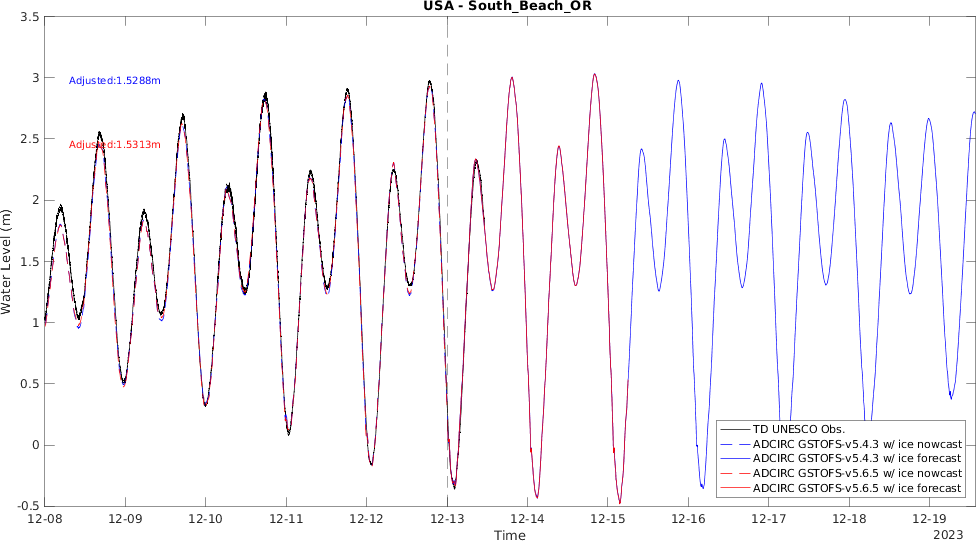 USA - South_Beach_OR
3.5
3
2.5
2
1.5
1
0.5
0
-0.5
Water Level (m)
Adjusted:1.5288m
Adjusted:1.5313m
TD UNESCO Obs.
ADCIRC GSTOFS-v5.4.3 w/ ice nowcast
ADCIRC GSTOFS-v5.4.3 w/ ice forecast
ADCIRC GSTOFS-v5.6.5 w/ ice nowcast
ADCIRC GSTOFS-v5.6.5 w/ ice forecast
12-08 12-09 12-10 12-11 12-12 12-13 12-14 12-15 12-16 12-17 12-18 12-19
Time
2023